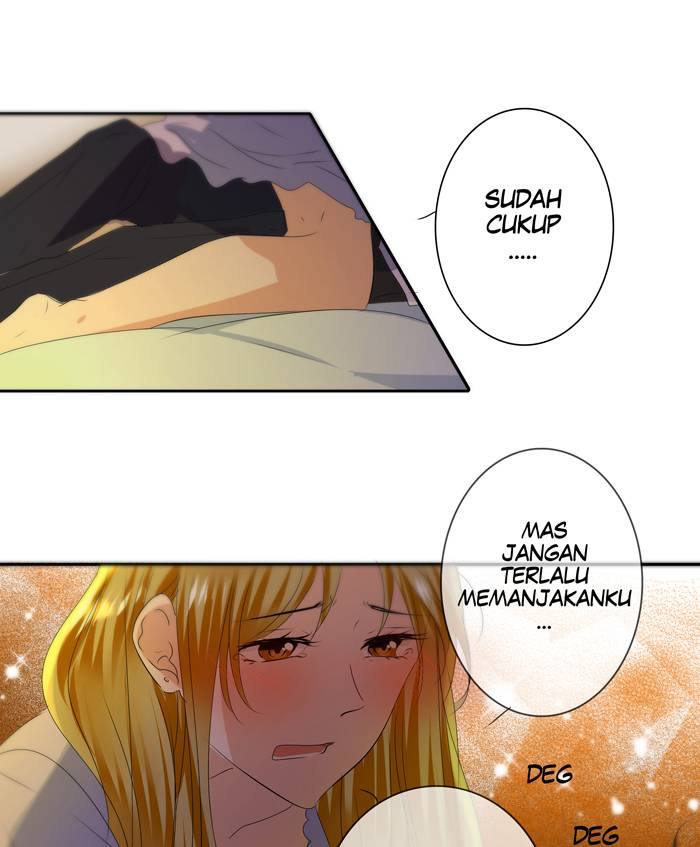 SUDAH
CUKUP
.....
MAS
JANGAN
TERLALU
MEMANJAKANKU
...
DEG
DEG